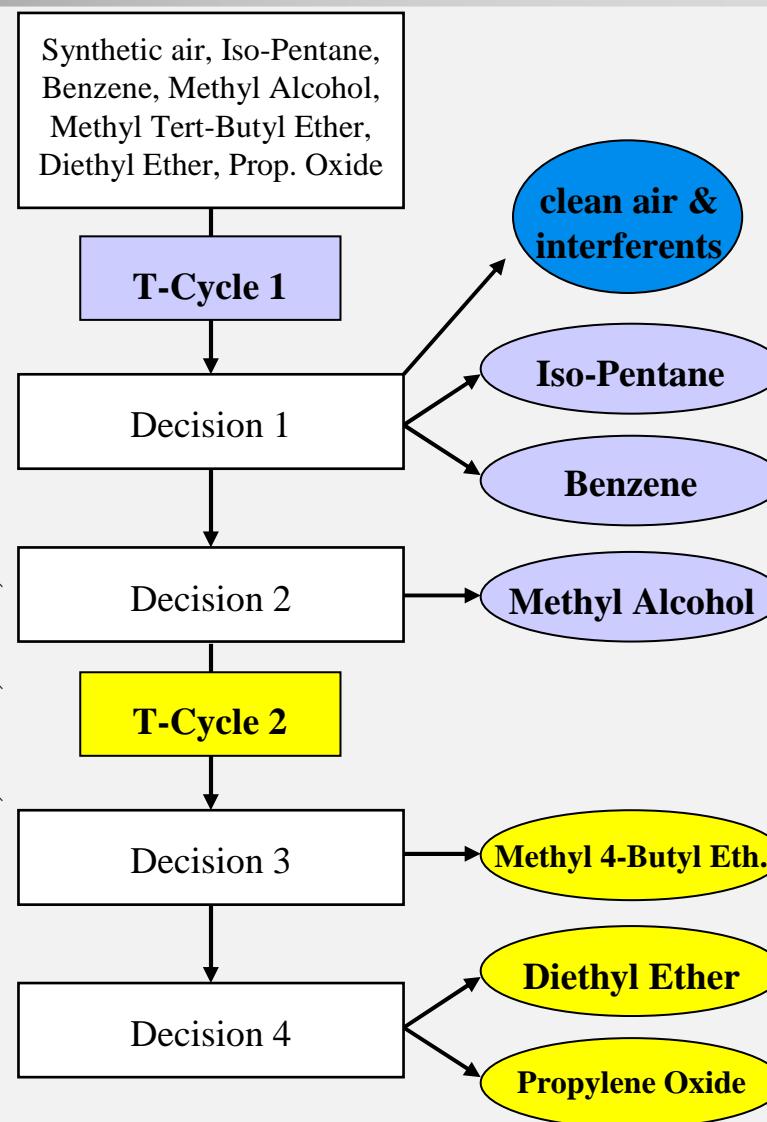 Synthetic air, Iso-Pentane,
Benzene, Methyl Alcohol,
Methyl Tert-Butyl Ether,
Diethyl Ether, Prop. Oxide
clean air &
interferents
T-Cycle 1
Iso-Pentane
Decision 1
Benzene
Decision 2
Methyl Alcohol
T-Cycle 2
Decision 3
Methyl 4-Butyl Eth.
Diethyl Ether
Decision 4
Propylene Oxide